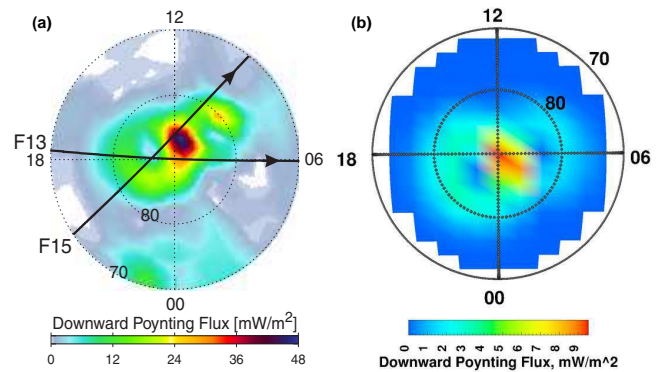 (a)
12
F13
18
06
80
F15
70
00
Downward Poynting Flux [mW/m²]
0 12 24 36 48
(b)
12
70
80
18
06
00
0 1 2 3 4 5 6 7 8 9
Downward Poynting Flux, mW/m^2